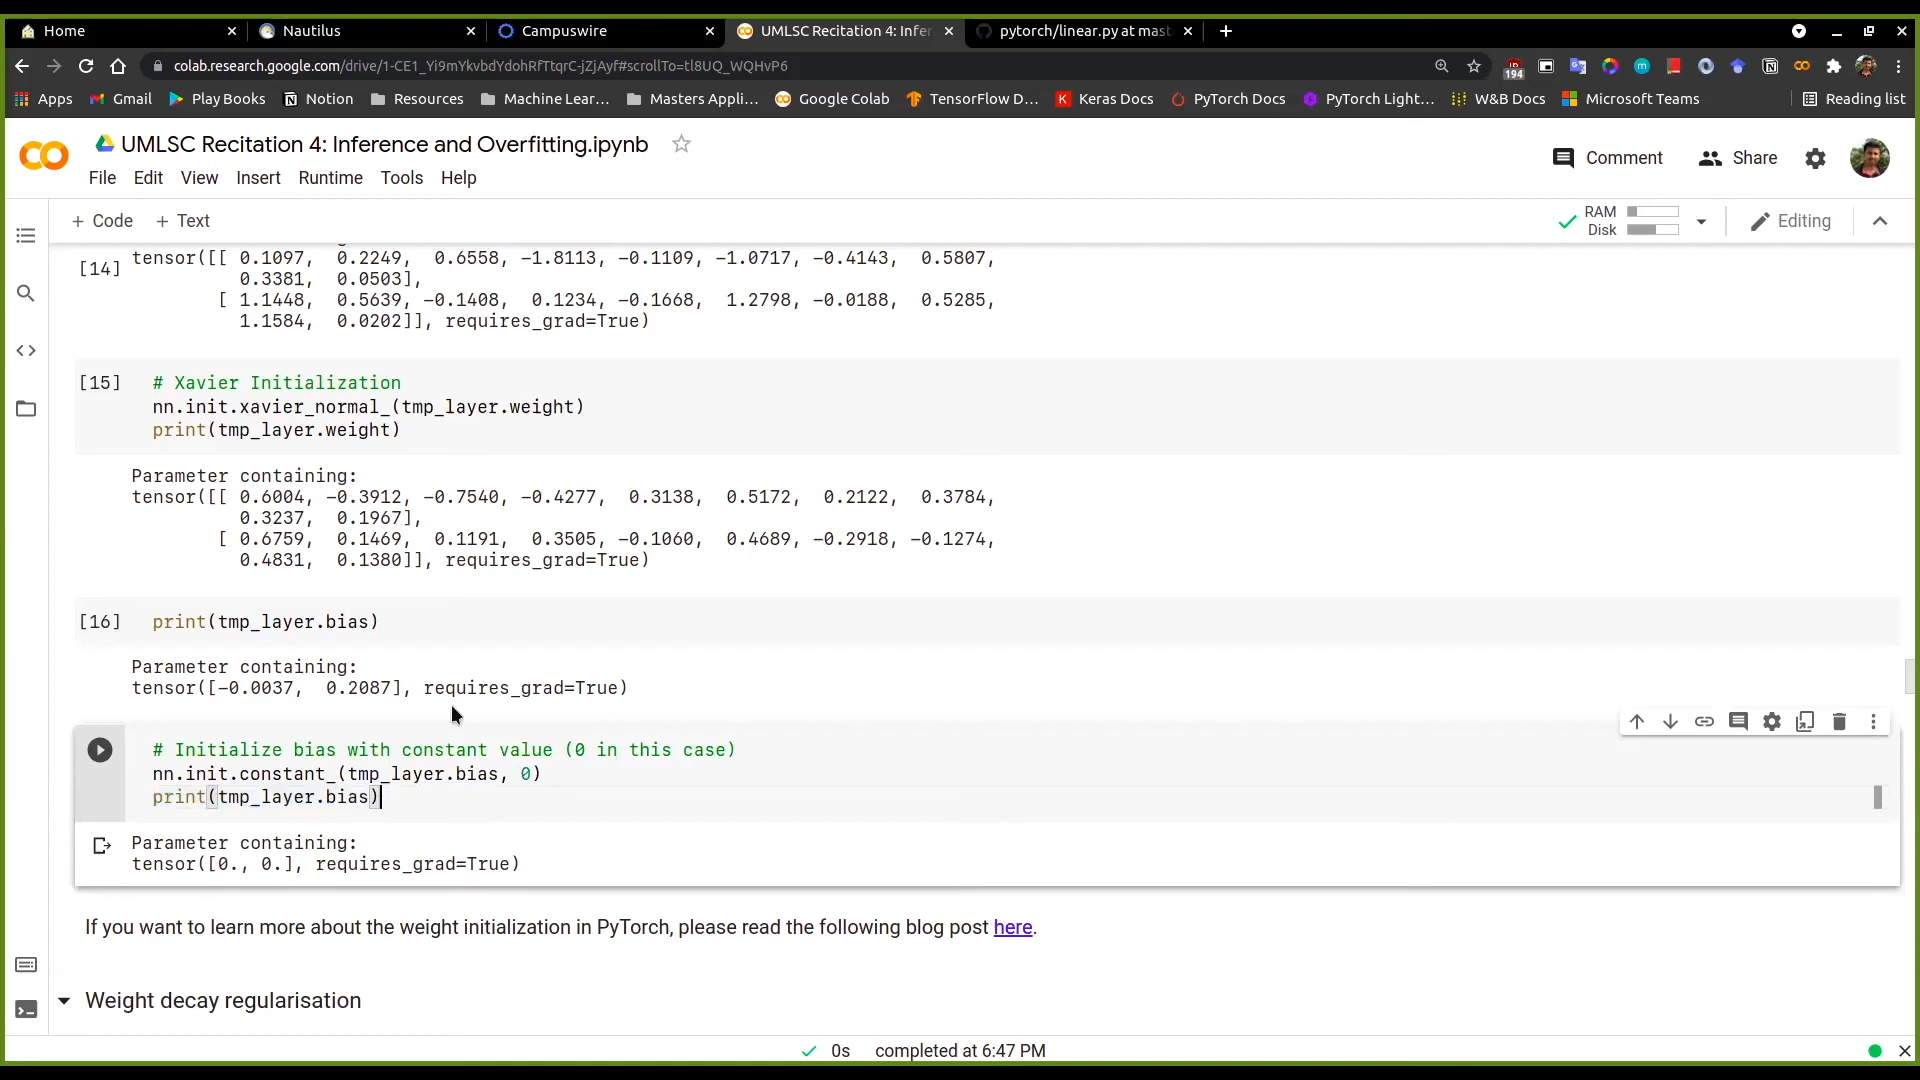 Home
Nautilus
Campuswire
UMLSC Recitation 4: Infer
pytorch/linear.py at mast
colab.research.google.com/drive/1-CE1_Yi9mYkvbdYdohRfTtqrC-jZjAyf#scrollTo=tl8UQ_WQHvP6
194
Apps
Gmail
Play Books
Notion
Resources
Machine Lear...
Masters Appli...
Google Colab
TensorFlow D...
Keras Docs
PyTorch Docs
PyTorch Light...
W&B Docs
Microsoft Teams
Reading list
UMLSC Recitation 4: Inference and Overfitting.ipynb
Comment
Share
File Edit View Insert Runtime Tools Help
+ Code + Text
RAM
Disk
Editing
[14]
tensor([[ 0.1097, 0.2249, 0.6558, -1.8113, -0.1109, -1.0717, -0.4143, 0.5807,
0.3381, 0.0503],
[ 1.1448, 0.5639, -0.1408, 0.1234, -0.1668, 1.2798, -0.0188, 0.5285,
1.1584, 0.0202]], requires_grad=True)
[15] # Xavier Initialization
nn.init.xavier_normal_(tmp_layer.weight)
print(tmp_layer.weight)
Parameter containing:
tensor([[ 0.6004, -0.3912, -0.7540, -0.4277, 0.3138, 0.5172, 0.2122, 0.3784,
0.3237, 0.1967],
[ 0.6759, 0.1469, 0.1191, 0.3505, -0.1060, 0.4689, -0.2918, -0.1274,
0.4831, 0.1380]], requires_grad=True)
[16] print(tmp_layer.bias)
Parameter containing:
tensor([-0.0037, 0.2087], requires_grad=True)
# Initialize bias with constant value (0 in this case)
nn.init.constant_(tmp_layer.bias, 0)
print(tmp_layer.bias)
Parameter containing:
tensor([0., 0.], requires_grad=True)
If you want to learn more about the weight initialization in PyTorch, please read the following blog post here.
Weight decay regularisation
0s completed at 6:47 PM